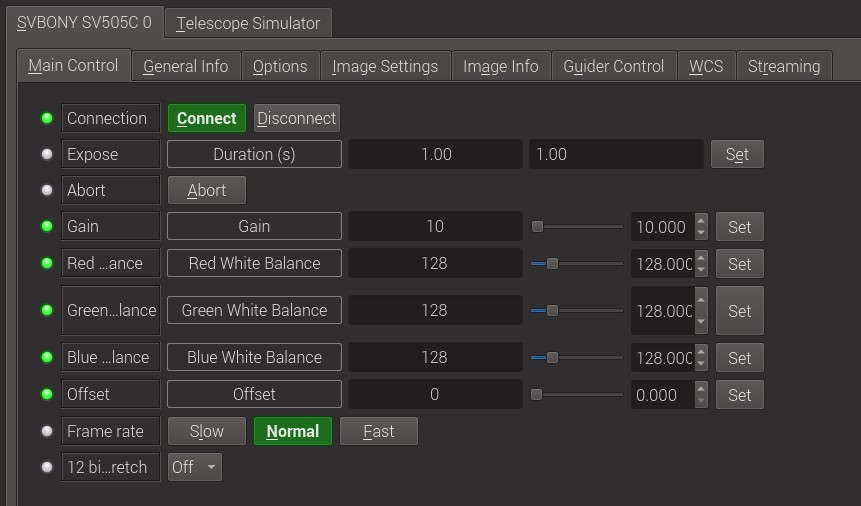 SVBONY SV505C 0 Telescope Simulator
Main Control General Info Options Image Settings Image Info Guider Control WCS Streaming
Connection Connect Disconnect
Expose Duration (s) 1.00 1.00 Set
Abort Abort
Gain Gain 10 10.000 Set
Red ...ance Red White Balance 128 128.000 Set
Green...lance Green White Balance 128 128.000 Set
Blue ...lance Blue White Balance 128 128.000 Set
Offset Offset 0 0.000 Set
Frame rate Slow Normal Fast
12 bi...retch Off